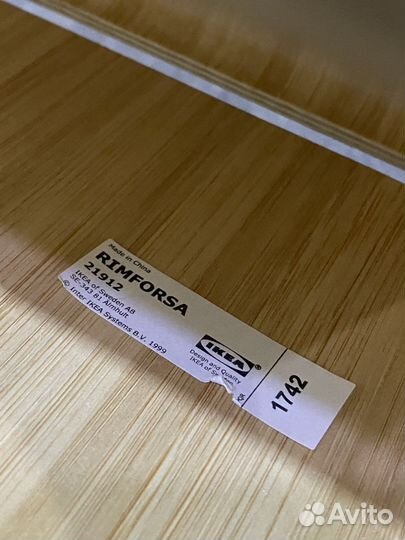 Made in China
RIMFORSA
21912
IKEA of Sweden AB
SE-343 81 Älmhult
© Inter IKEA Systems B.V. 1999
IKEA®
Design and Quality
IKEA of
1742
Avito